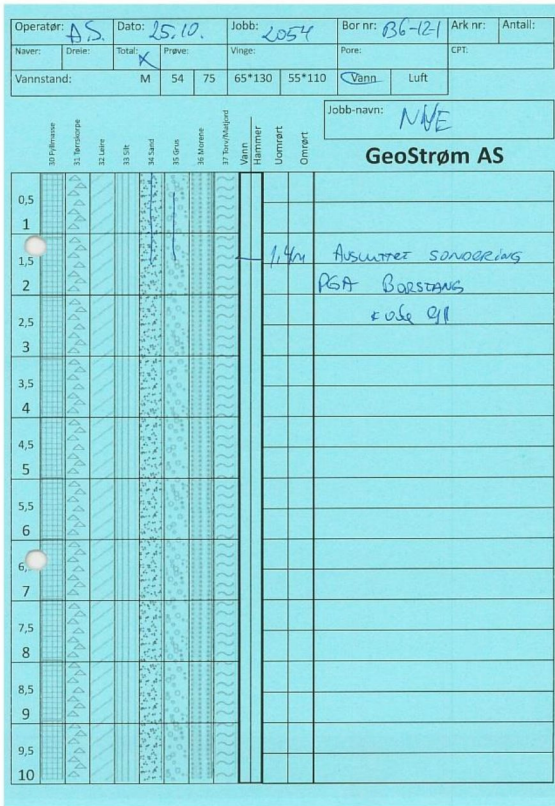 Operatør: A.S. Dato: 25.10. Jobb: 2054 Bor nr: B6-12-1 Ark nr: Antall:
Naver: Dreie: Total: X Prøve: Vinge: Pore: CPT:
Vannstand: M 54 75 65*130 55*110 Vann Luft
Jobb-navn: NYE
30 Fyllmasse 31 Tørrskorpe 32 Leire 33 Silt 34 Sand 35 Grus 36 Morene 37 Torv/Matjord Vann Hammer Uomrørt Omrørt
GeoStrøm AS
0,5
1
1,5 1,4m Avsluttet sondering
2 PGA Borstang
2,5
3
3,5
4
4,5
5
5,5
6
6,
7
7,5
8
8,5
9
9,5
10